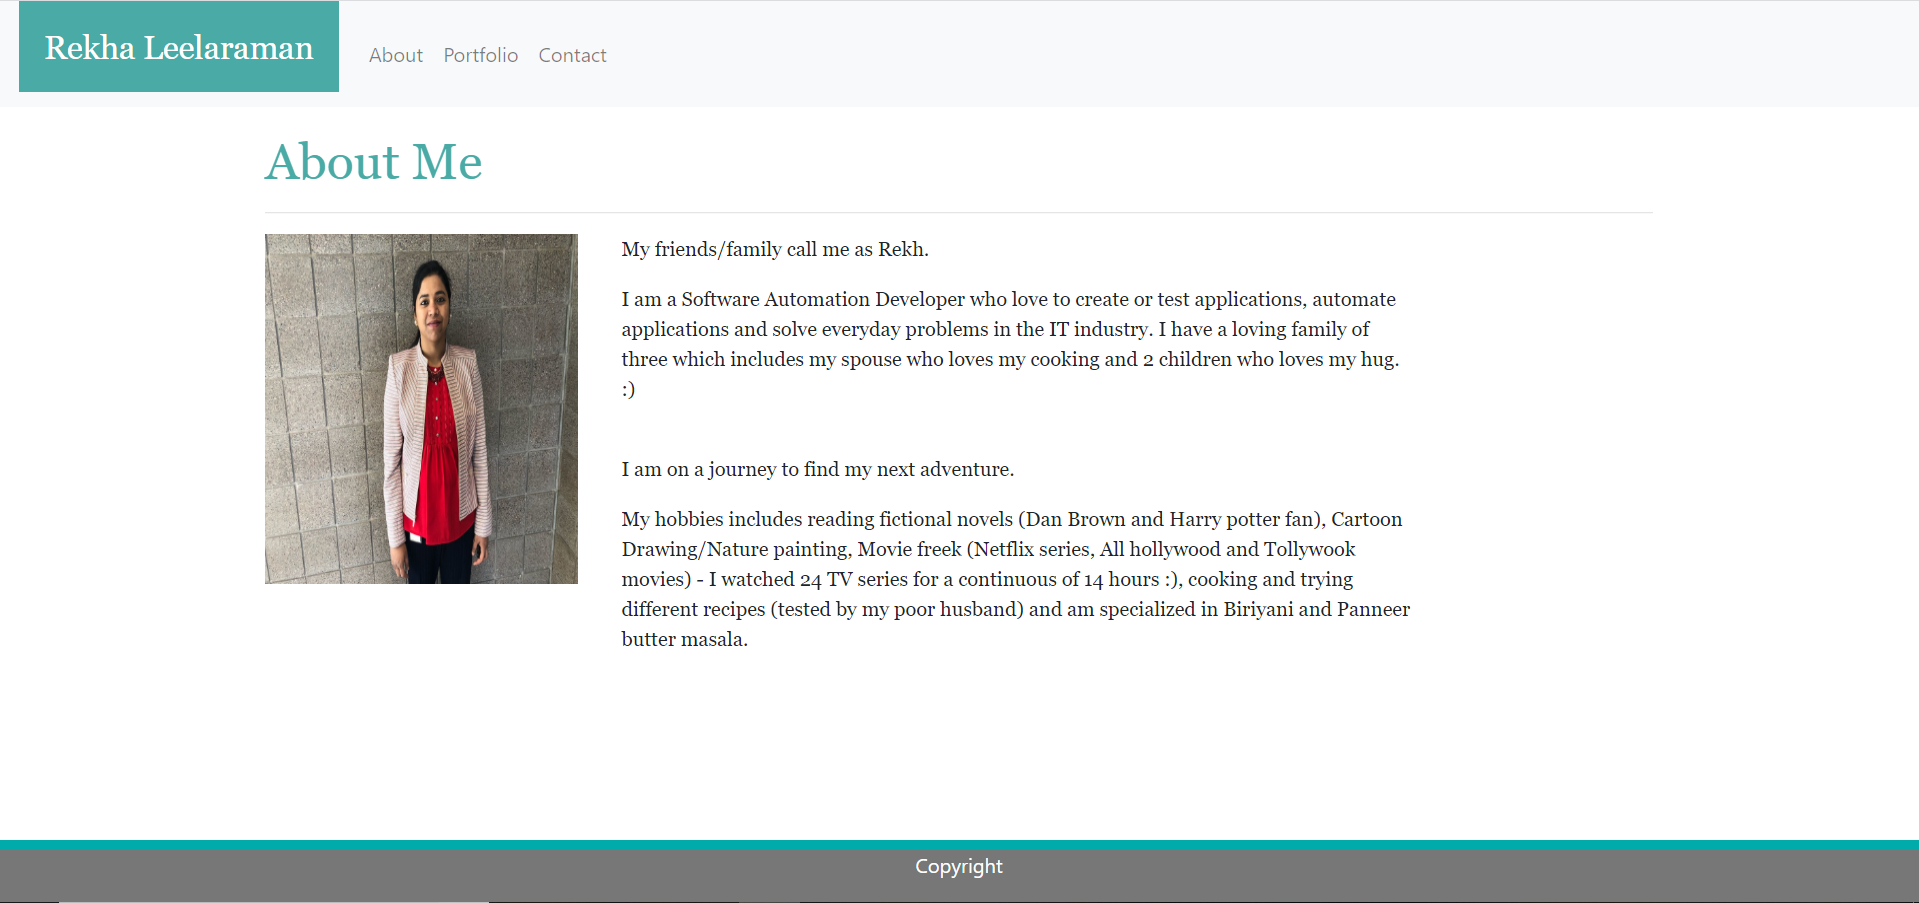 Rekha Leelaraman
About Portfolio Contact
About Me
My friends/family call me as Rekh.
I am a Software Automation Developer who love to create or test applications, automate
applications and solve everyday problems in the IT industry. I have a loving family of
three which includes my spouse who loves my cooking and 2 children who loves my hug.
:)
I am on a journey to find my next adventure.
My hobbies includes reading fictional novels (Dan Brown and Harry potter fan), Cartoon
Drawing/Nature painting, Movie freek (Netflix series, All hollywood and Tollywook
movies) - I watched 24 TV series for a continuous of 14 hours :), cooking and trying
different recipes (tested by my poor husband) and am specialized in Biriyani and Panneer
butter masala.
Copyright